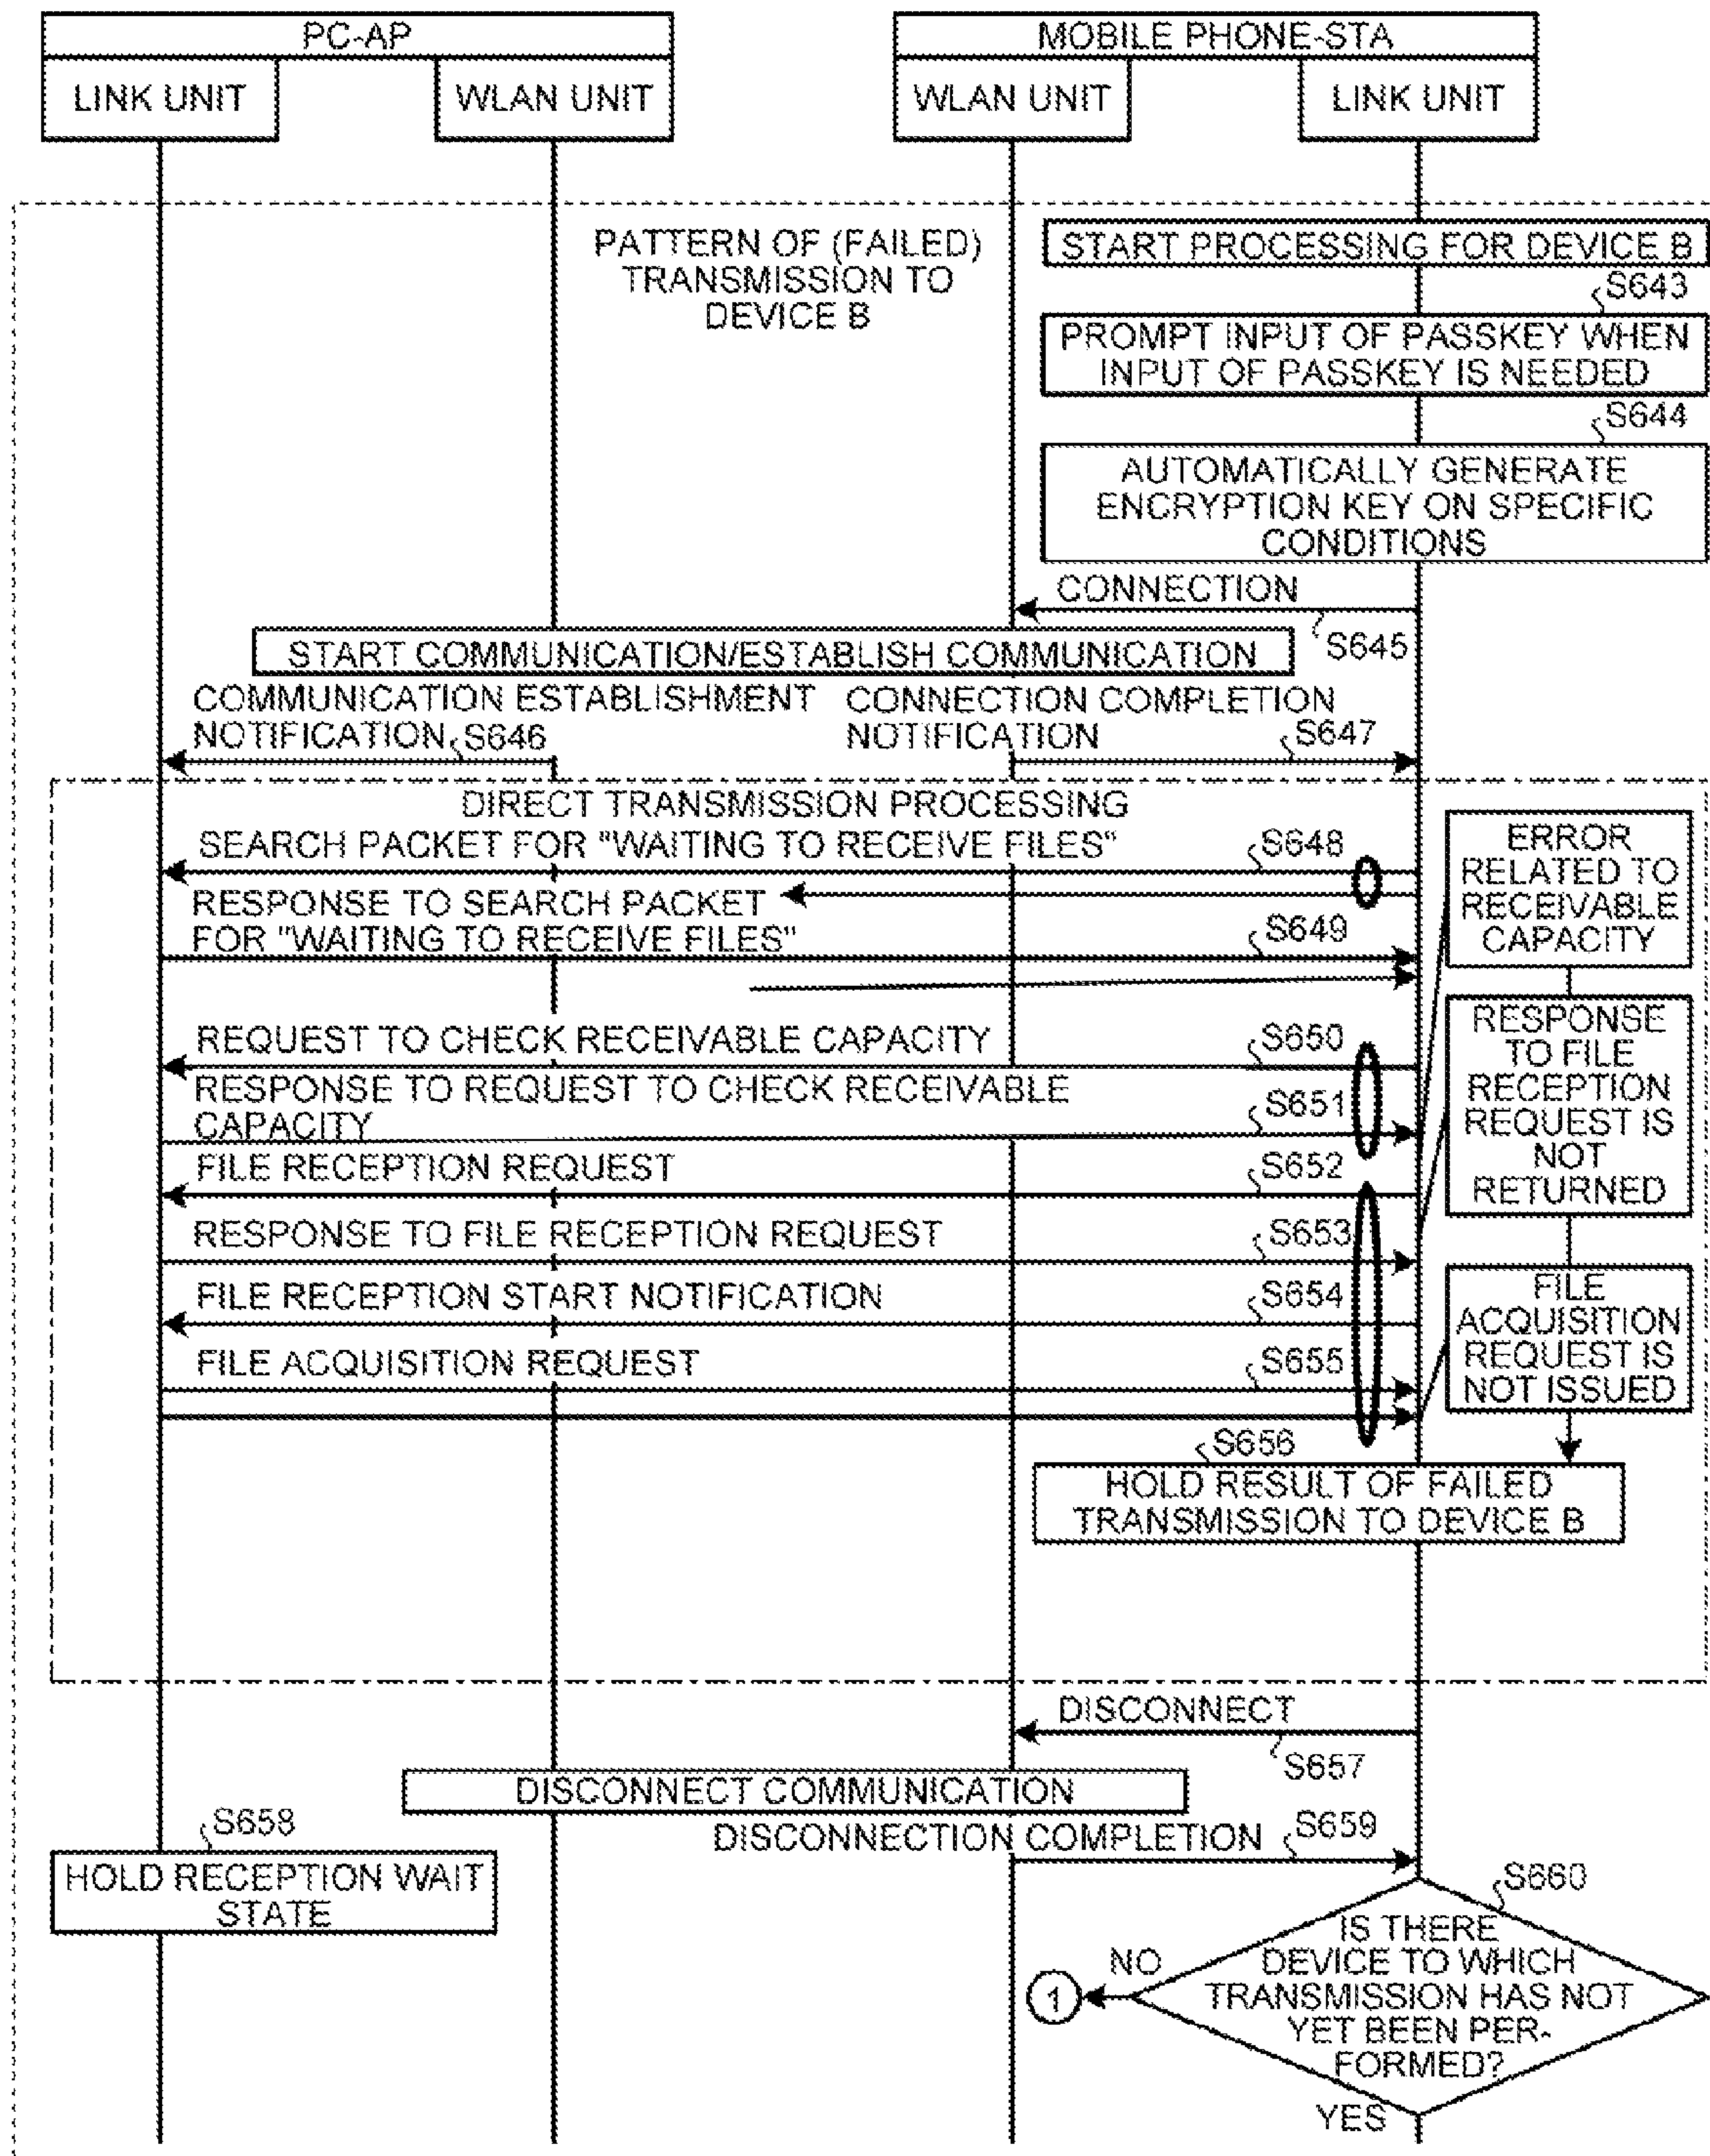 PC-AP
MOBILE PHONE-STA
LINK UNIT
WLAN UNIT
WLAN UNIT
LINK UNIT
PATTERN OF (FAILED)
TRANSMISSION TO
DEVICE B
START PROCESSING FOR DEVICE B
S643
PROMPT INPUT OF PASSKEY WHEN
INPUT OF PASSKEY IS NEEDED
S644
AUTOMATICALLY GENERATE
ENCRYPTION KEY ON SPECIFIC
CONDITIONS
CONNECTION
S645
START COMMUNICATION/ESTABLISH COMMUNICATION
COMMUNICATION ESTABLISHMENT
NOTIFICATION
S646
CONNECTION COMPLETION
NOTIFICATION
S647
DIRECT TRANSMISSION PROCESSING
SEARCH PACKET FOR "WAITING TO RECEIVE FILES"
S648
RESPONSE TO SEARCH PACKET
FOR "WAITING TO RECEIVE FILES"
S649
ERROR
RELATED TO
RECEIVABLE
CAPACITY
REQUEST TO CHECK RECEIVABLE CAPACITY
S650
RESPONSE TO REQUEST TO CHECK RECEIVABLE
CAPACITY
S651
RESPONSE
TO FILE
RECEPTION
REQUEST IS
NOT
RETURNED
FILE RECEPTION REQUEST
S652
RESPONSE TO FILE RECEPTION REQUEST
S653
FILE RECEPTION START NOTIFICATION
S654
FILE ACQUISITION REQUEST
S655
FILE
ACQUISITION
REQUEST IS
NOT ISSUED
S656
HOLD RESULT OF FAILED
TRANSMISSION TO DEVICE B
DISCONNECT
S657
DISCONNECT COMMUNICATION
S658
HOLD RECEPTION WAIT
STATE
DISCONNECTION COMPLETION
S659
S660
IS THERE
DEVICE TO WHICH
TRANSMISSION HAS NOT
YET BEEN PER-
FORMED?
NO
1
YES